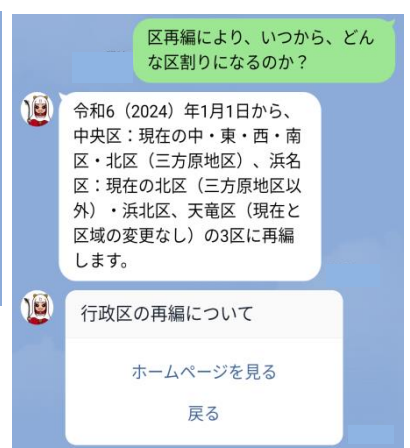 区再編により、いつから、どん
な区割りになるのか？
令和6（2024）年1月1日から、
中央区：現在の中・東・西・南
区・北区（三方原地区）、浜名
区：現在の北区（三方原地区以
外）・浜北区、天竜区（現在と
区域の変更なし）の3区に再編
します。
行政区の再編について
ホームページを見る
戻る